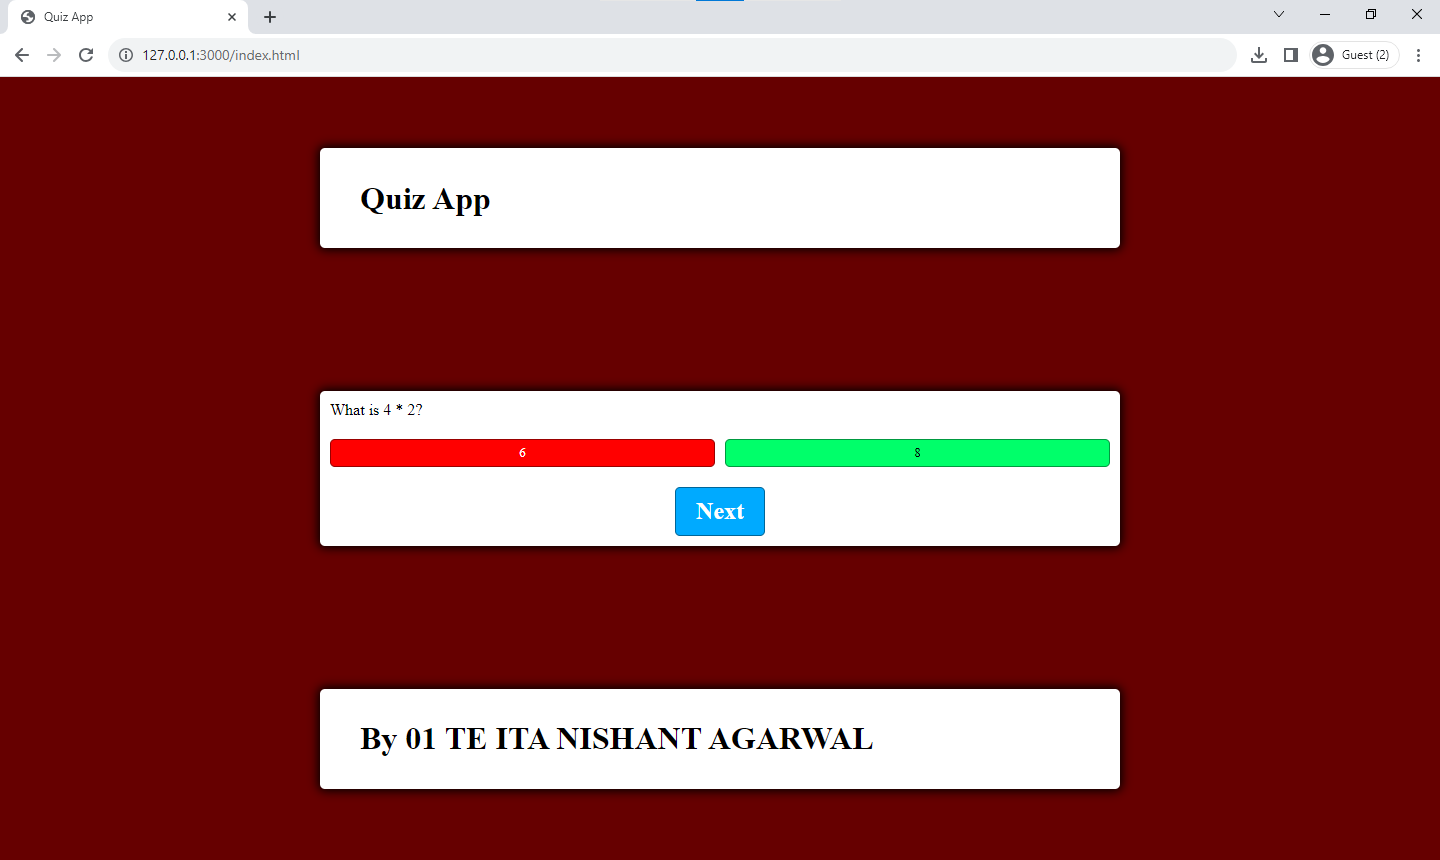 Quiz App
127.0.0.1:3000/index.html
Guest (2)
Quiz App
What is 4 * 2?
6
8
Next
By 01 TE ITA NISHANT AGARWAL